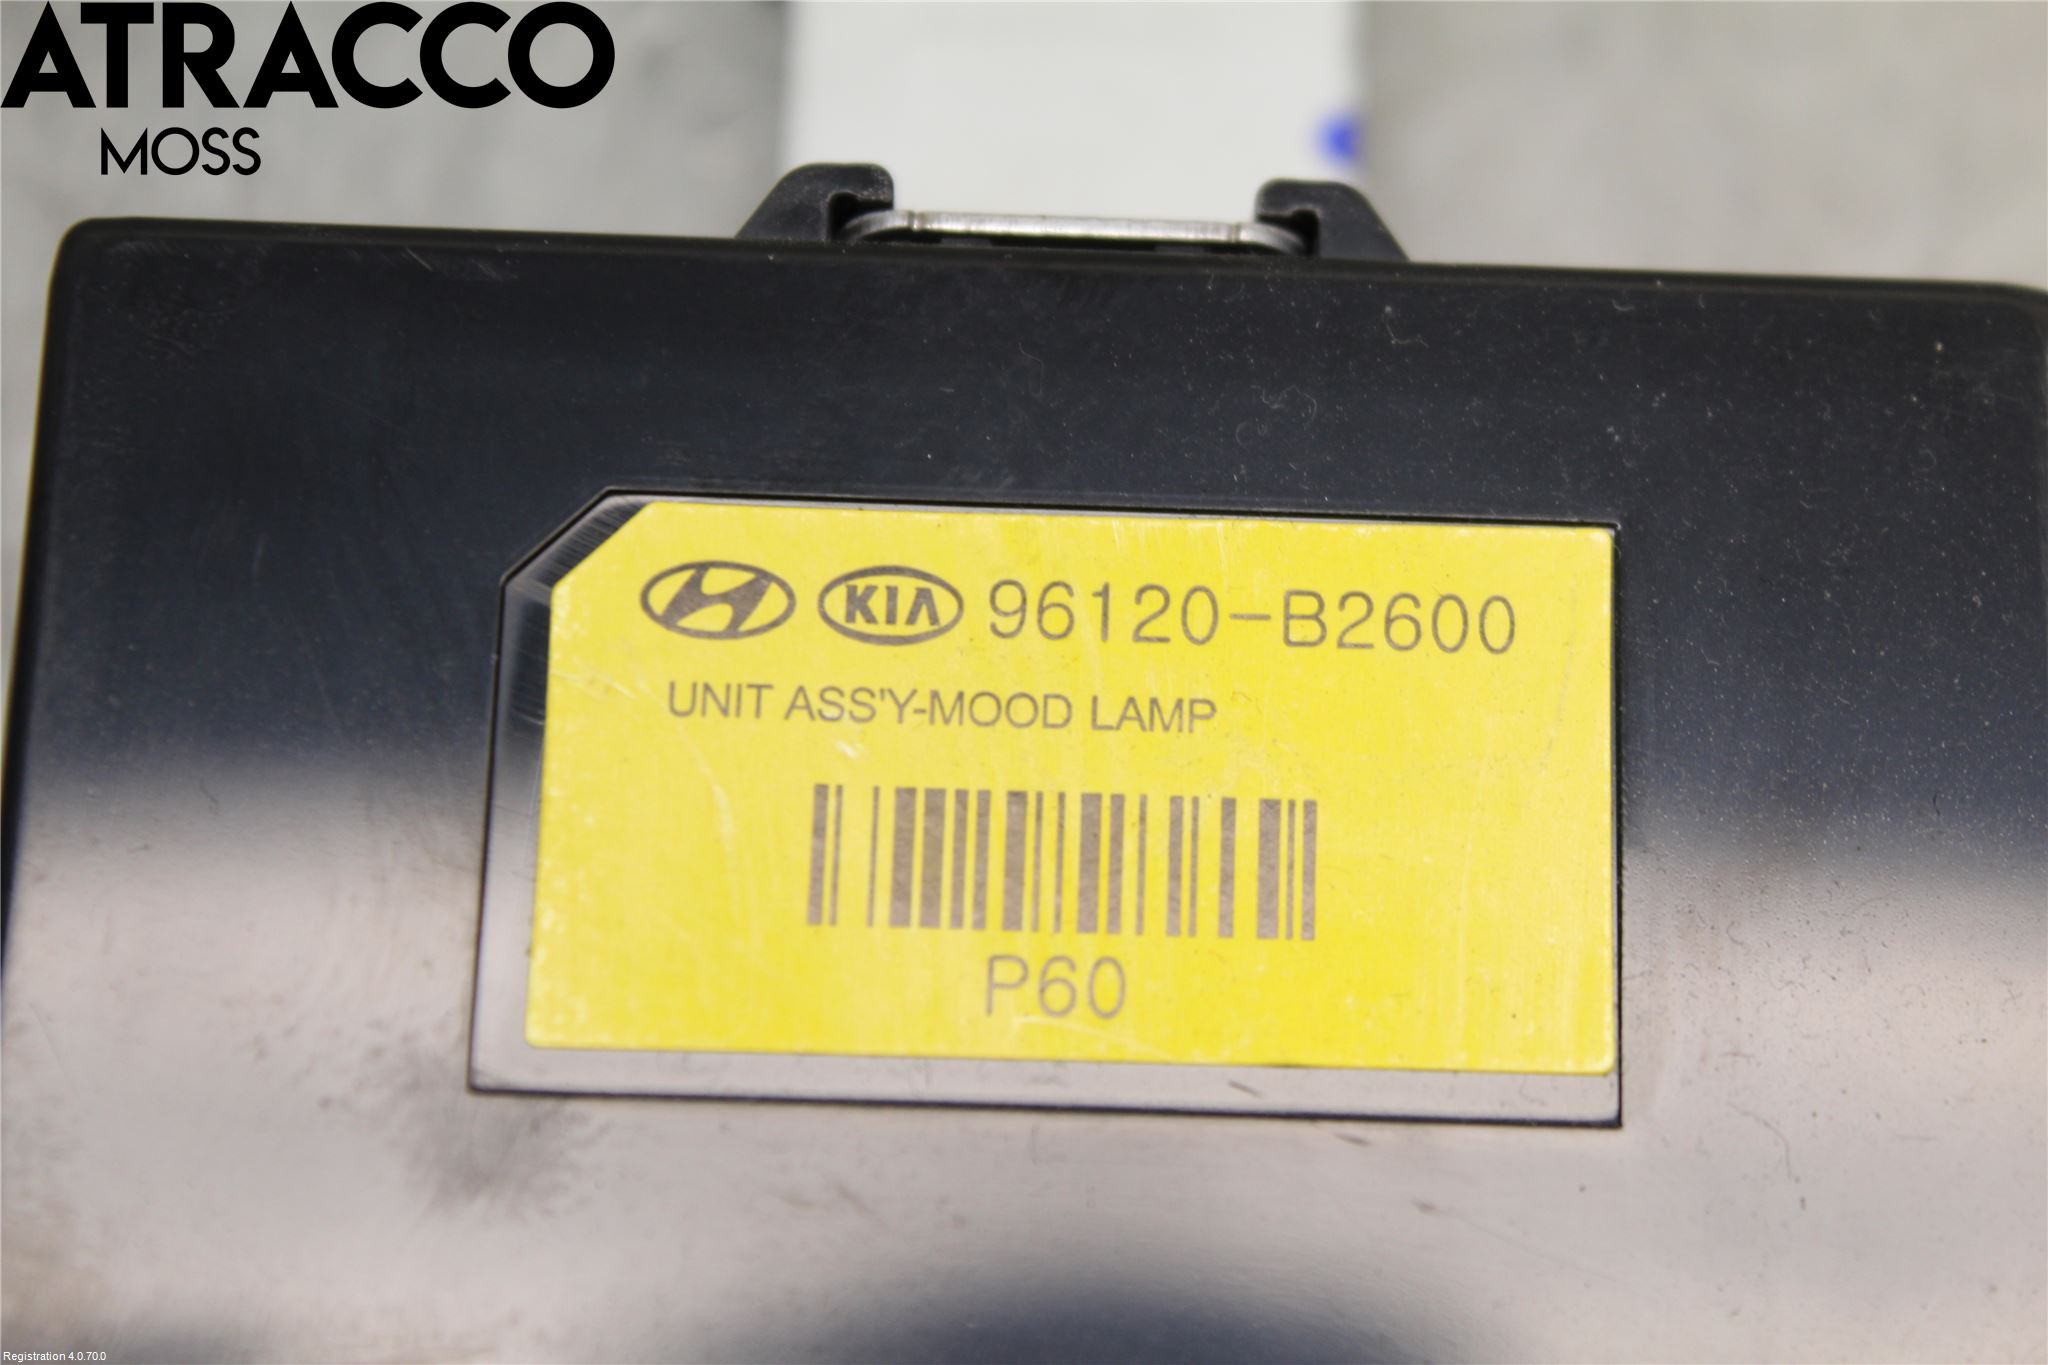 ATRACCO
MOSS
KIA 96120-B2600
UNIT ASS'Y-MOOD LAMP
P60
Registration 4.0.70.0